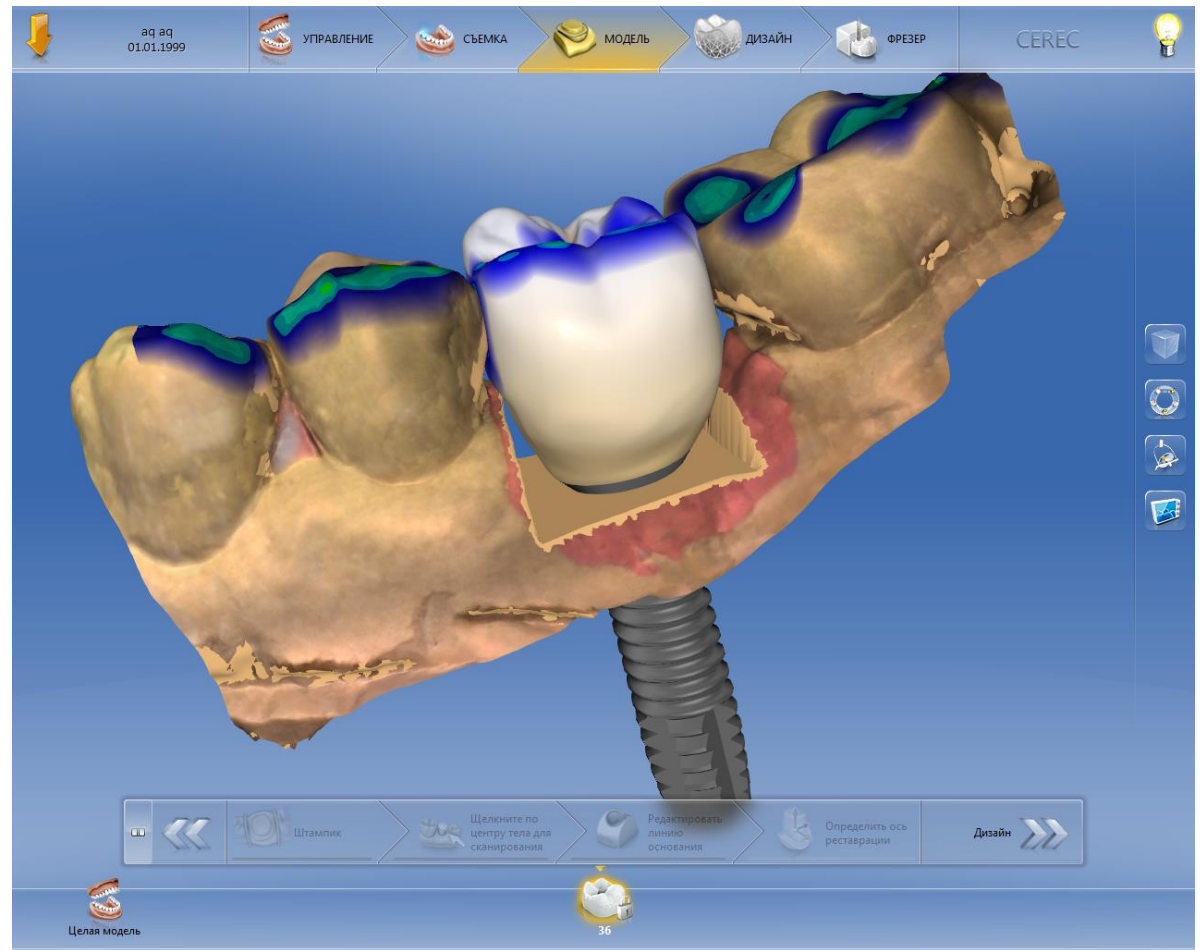 aq aq
01.01.1999
УПРАВЛЕНИЕ
СЪЕМКА
МОДЕЛЬ
ДИЗАЙН
ФРЕЗЕР
CEREC
Штампик
Щелкните по
центру тела для
сканирования
Редактировать
линию
основания
Определить ось
реставрации
Дизайн
Целая модель
36